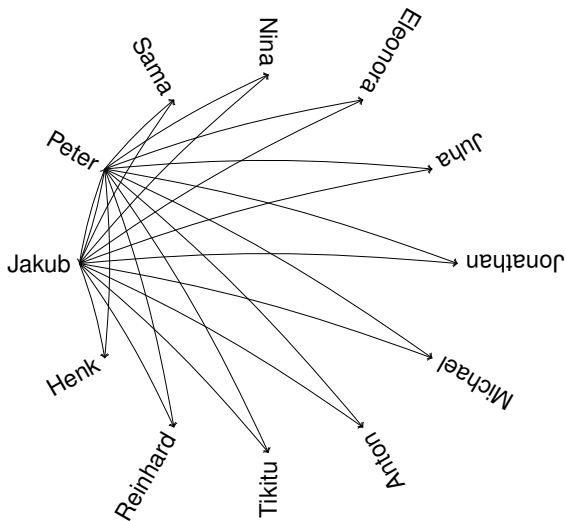 Nina
Eleonora
Sama
Juha
Peter
Jakub
Jonathan
Henk
Michael
Reinhard
Tikitu
Anton